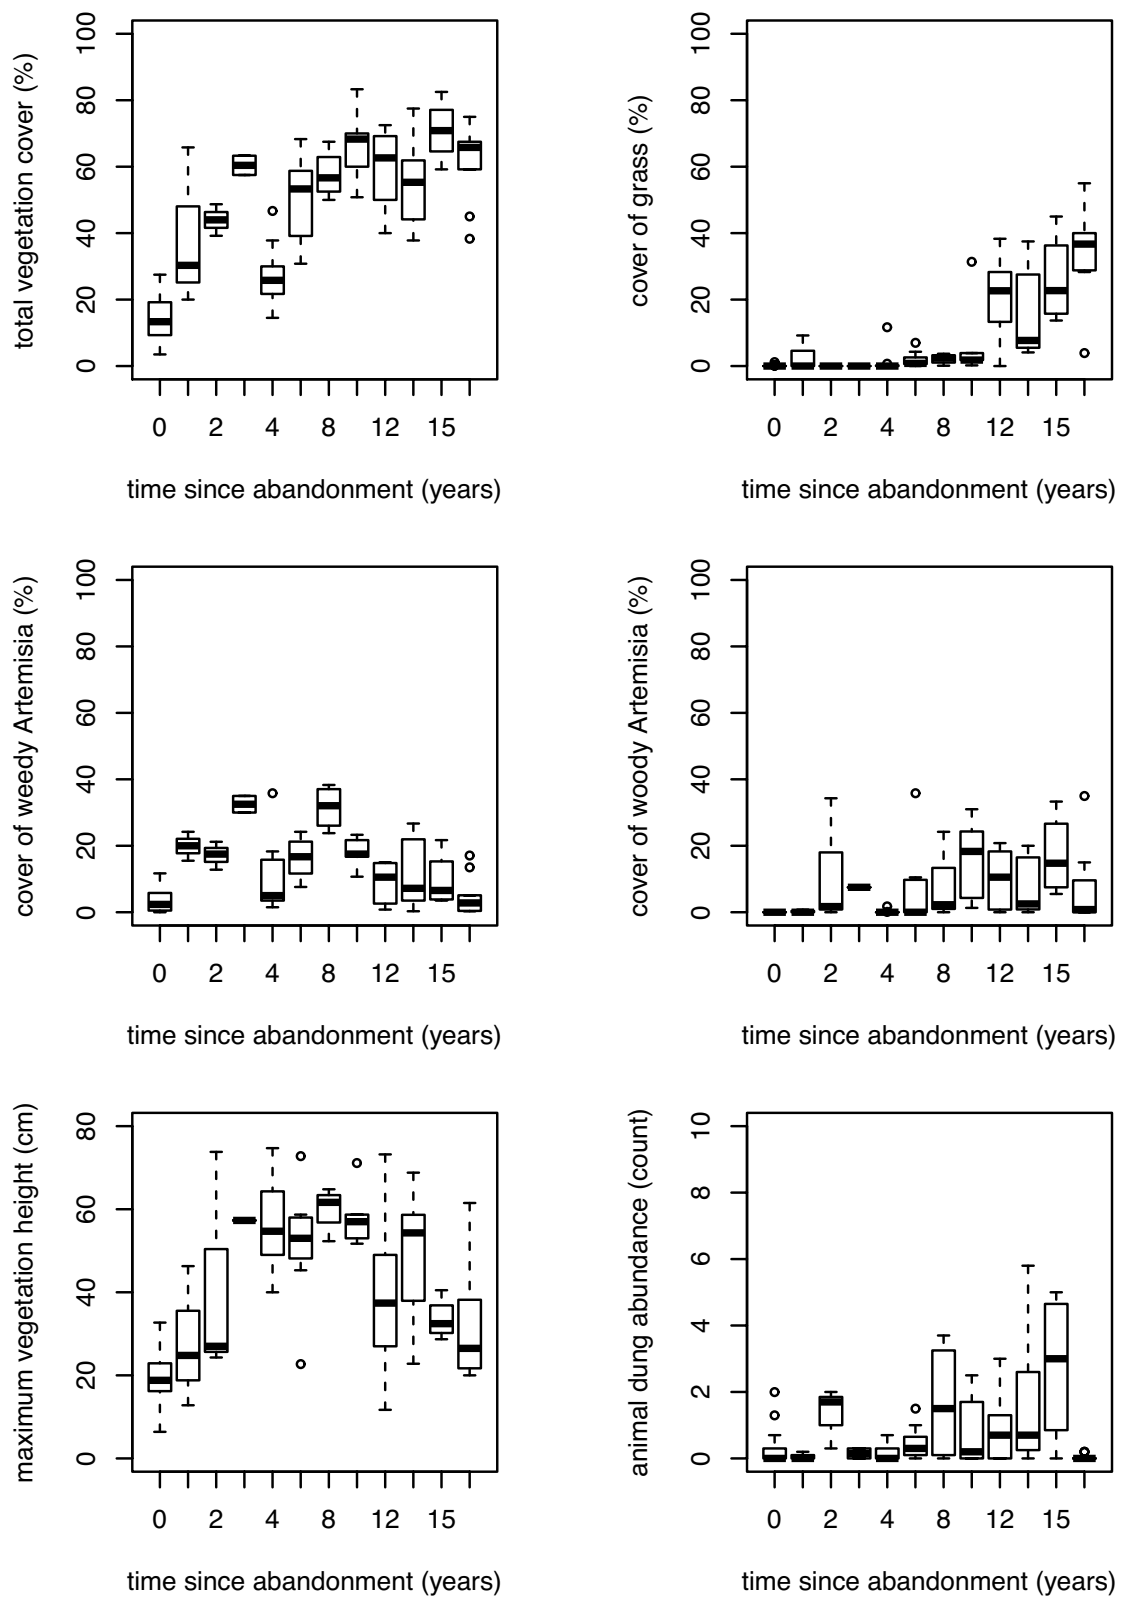 total vegetation cover (%)
100
80
60
40
20
0
0 2 4 8 12 15
time since abandonment (years)
cover of grass (%)
100
80
60
40
20
0
0 2 4 8 12 15
time since abandonment (years)
cover of weedy Artemisia (%)
100
80
60
40
20
0
0 2 4 8 12 15
time since abandonment (years)
cover of woody Artemisia (%)
100
80
60
40
20
0
0 2 4 8 12 15
time since abandonment (years)
maximum vegetation height (cm)
80
60
40
20
0
0 2 4 8 12 15
time since abandonment (years)
animal dung abundance (count)
10
8
6
4
2
0
0 2 4 8 12 15
time since abandonment (years)